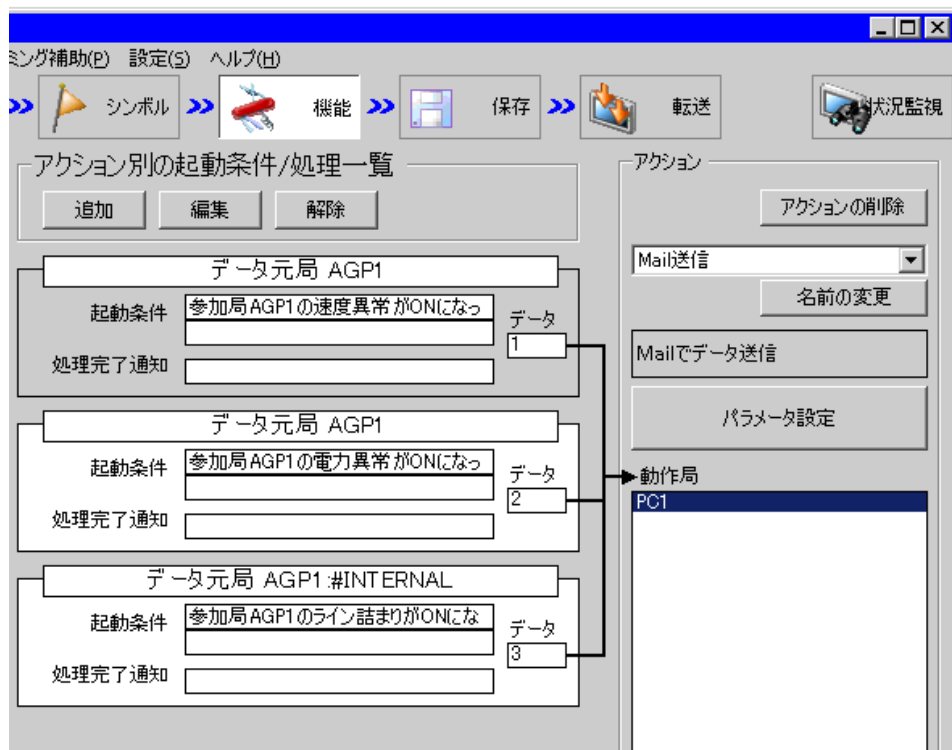 ミング補助(P) 設定(S) ヘルプ(H)
シンボル 機能 保存 転送 状況監視
アクション別の起動条件/処理一覧
追加 編集 解除
データ元局 AGP1
起動条件 参加局AGP1の速度異常がONになっ
データ
1
処理完了通知
データ元局 AGP1
起動条件 参加局AGP1の電力異常がONになっ
データ
2
処理完了通知
データ元局 AGP1:#INTERNAL
起動条件 参加局AGP1のライン詰まりがONにな
データ
3
処理完了通知
アクション
アクションの削除
Mail送信
名前の変更
Mailでデータ送信
パラメータ設定
動作局
PC1